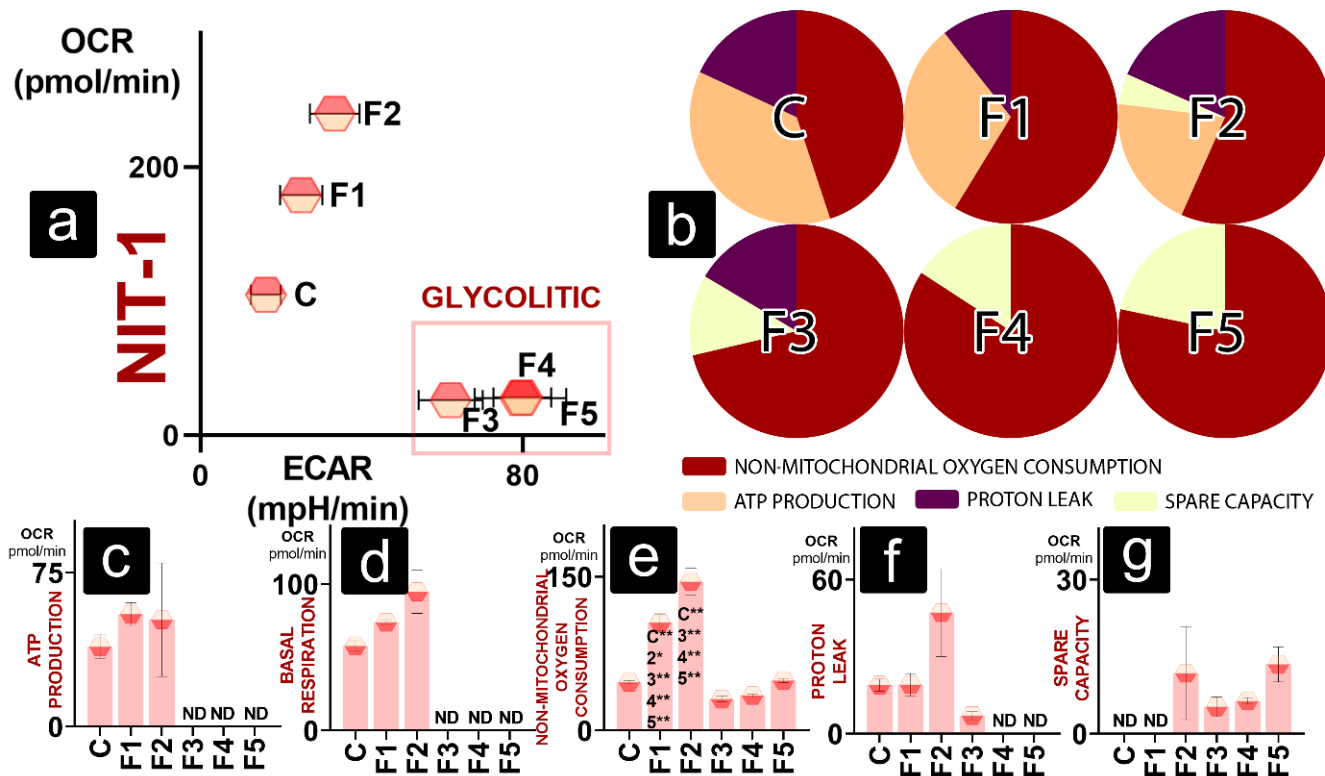 OCR
(pmol/min)
200
0
NIT-1
a
F2
F1
C
GLYCOLITIC
F4
F3
F5
0
80
ECAR
(mpH/min)
b
C
F1
F2
F3
F4
F5
NON-MITOCHONDRIAL OXYGEN CONSUMPTION
ATP PRODUCTION
PROTON LEAK
SPARE CAPACITY
c
OCR
pmol/min
75
0
ATP
PRODUCTION
ND ND ND
C F1 F2 F3 F4 F5
d
OCR
pmol/min
100
0
BASAL
RESPIRATION
ND ND ND
C F1 F2 F3 F4 F5
e
OCR
pmol/min
150
0
NON-MITOCHONDRIAL
OXYGEN
CONSUMPTION
C**
2*
3**
4**
5**
C**
3**
4**
5**
C F1 F2 F3 F4 F5
f
OCR
pmol/min
60
0
PROTON
LEAK
ND ND
C F1 F2 F3 F4 F5
g
OCR
pmol/min
30
0
SPARE
CAPACITY
ND ND
C F1 F2 F3 F4 F5